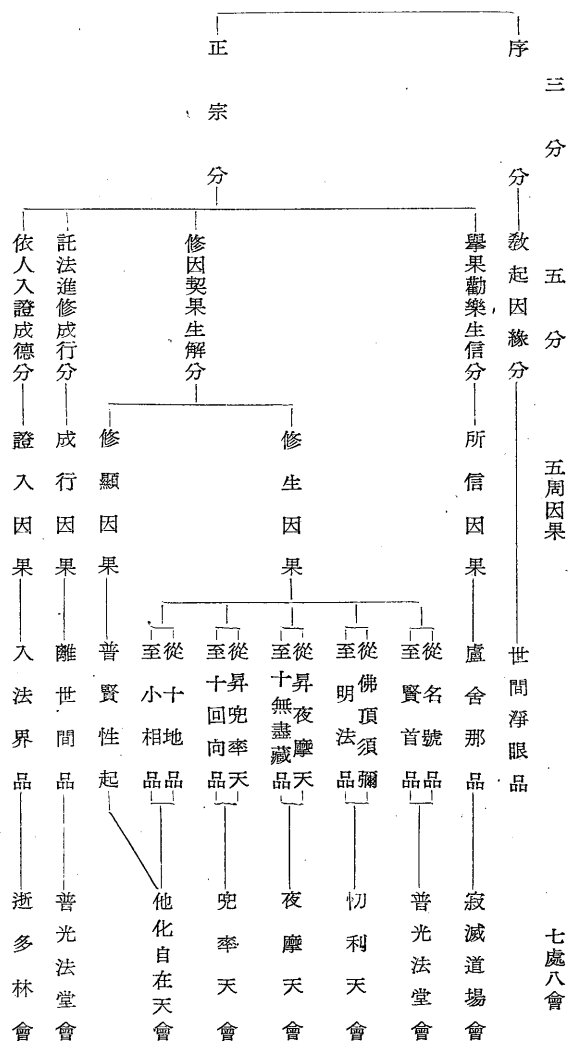 三分
五分
五周因果
七處八會
序分
教起因緣分
世間淨眼品
正宗分
擧果勸樂生信分
所信因果
盧舍那品
寂滅道場會
修因契果生解分
修生因果
從名號品
至賢首品
普光法堂會
從佛頂須彌
至明法品
忉利天會
從昇夜摩天
至十無盡藏品
夜摩天會
從昇兜率天
至十回向品
兜率天會
從十地品
至小相品
他化自在天會
修顯因果
普賢性起
託法進修成行分
成行因果
離世間品
普光法堂會
依人入證成德分
證入因果
入法界品
逝多林會